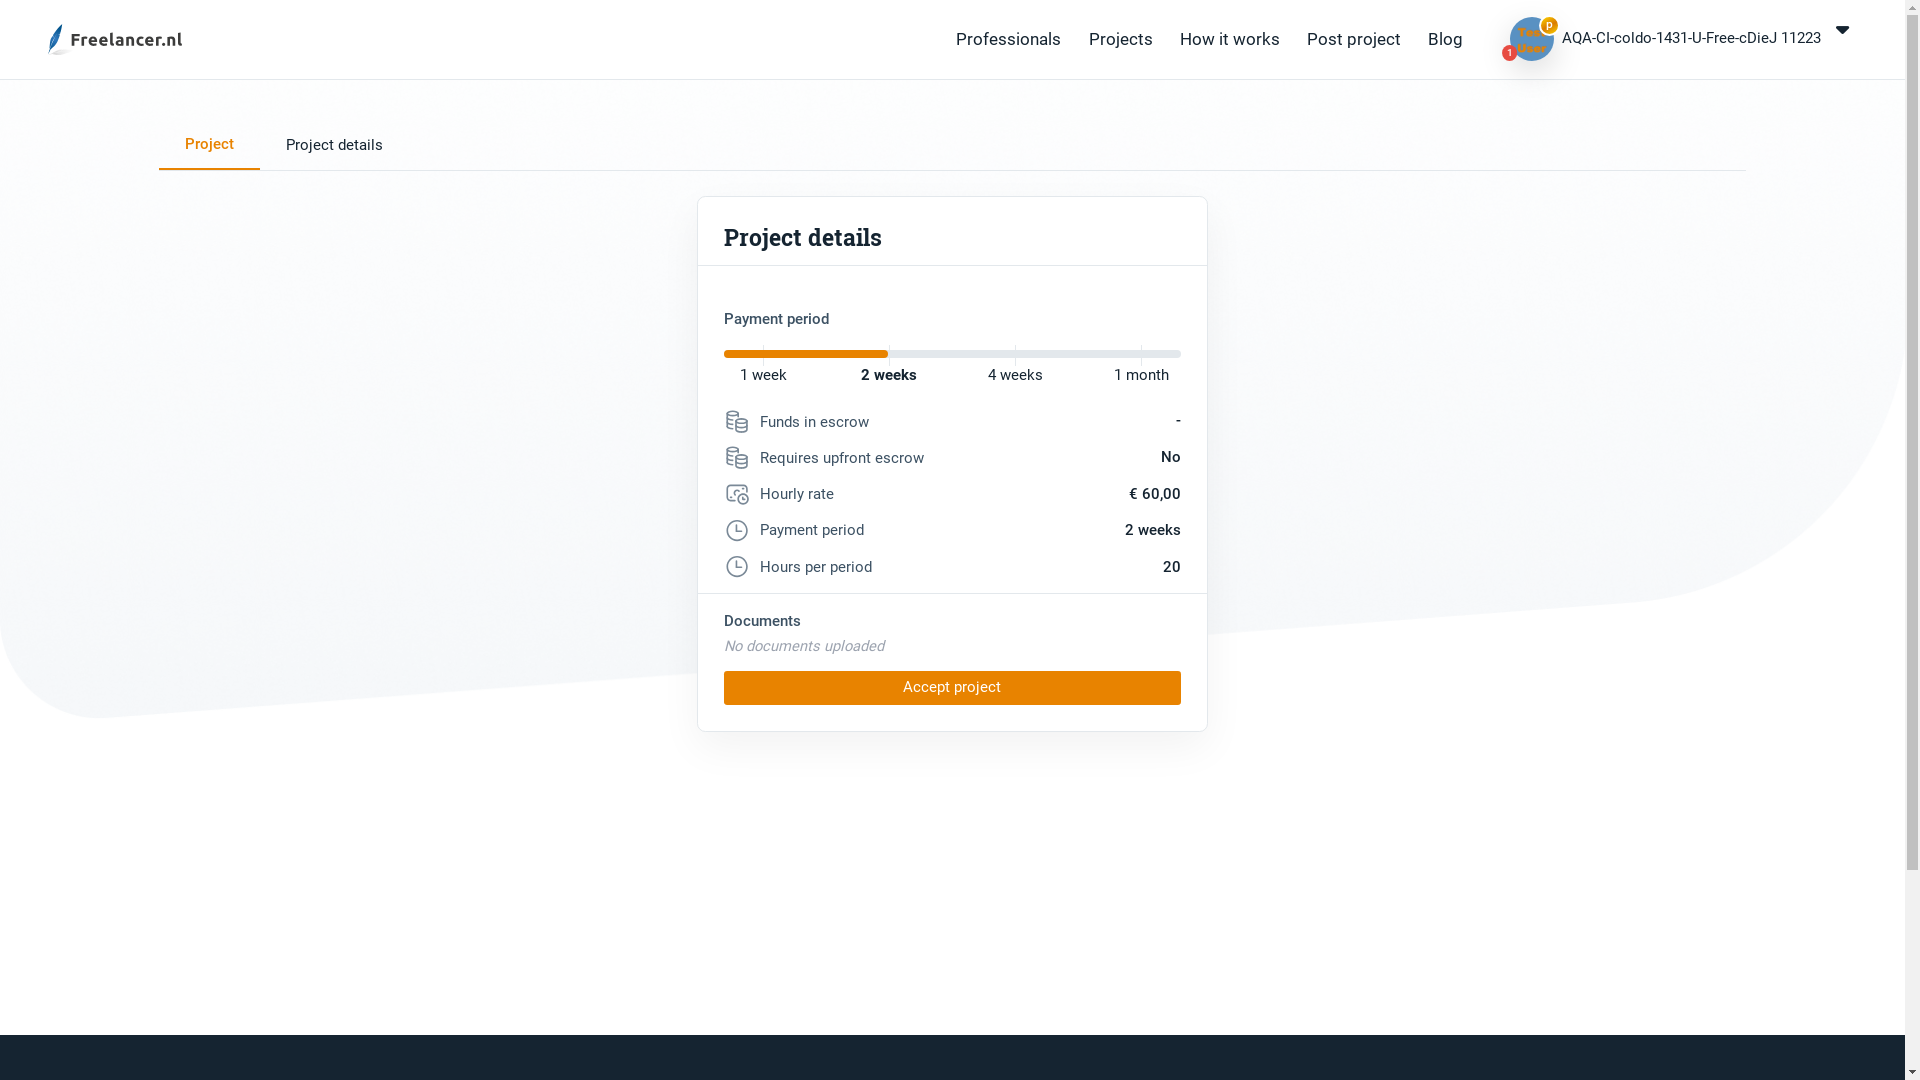 Freelancer.nl
Professionals
Projects
How it works
Post project
Blog
Test
User
P
1
AQA-CI-coldo-1431-U-Free-cDieJ 11223
Project
Project details
Project details
Payment period
1 week
2 weeks
4 weeks
1 month
Funds in escrow
-
Requires upfront escrow
No
Hourly rate
€ 60,00
Payment period
2 weeks
Hours per period
20
Documents
No documents uploaded
Accept project